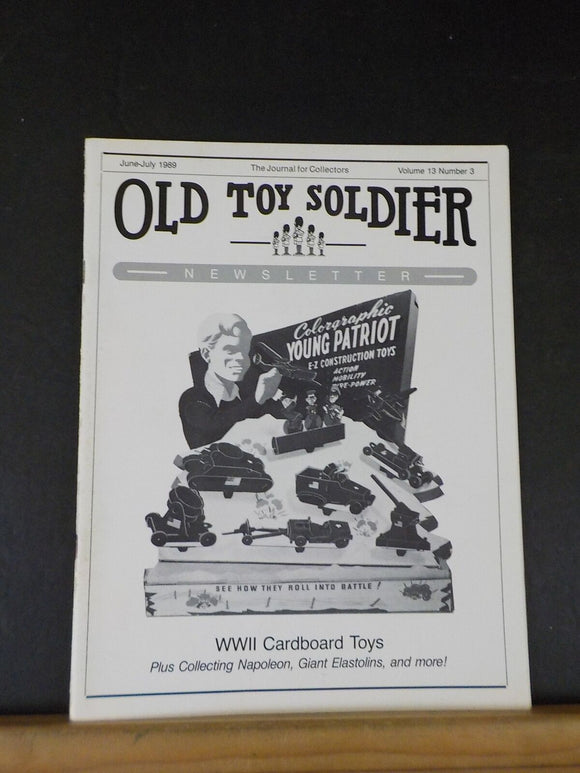 June-July 1989 The Journal for Collectors Volume 13 Number 3
OLD TOY SOLDIER
NEWSLETTER
Colorgraphic
YOUNG PATRIOT
E-Z CONSTRUCTION TOYS
ACTION
MOBILITY
FIRE-POWER
SEE HOW THEY ROLL INTO BATTLE!
WWII Cardboard Toys
Plus Collecting Napoleon, Giant Elastolins, and more!